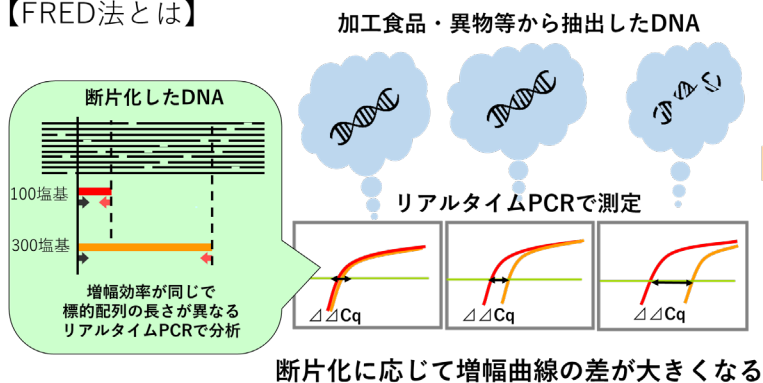 【FRED法とは】
加工食品・異物等から抽出したDNA
断片化したDNA
100塩基
300塩基
増幅効率が同じで
標的配列の長さが異なる
リアルタイムPCRで分析
リアルタイムPCRで測定
⊿⊿Cq
⊿⊿Cq
⊿⊿Cq
断片化に応じて増幅曲線の差が大きくなる